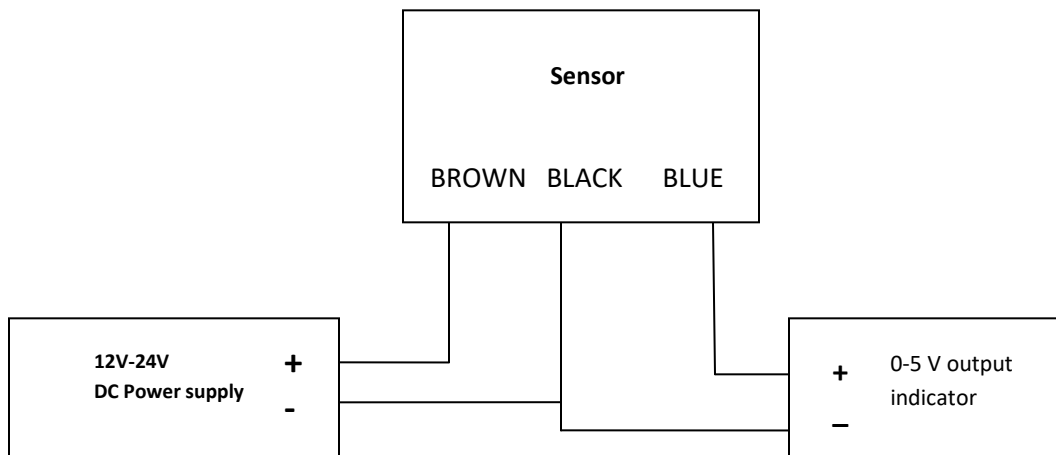 Sensor
BROWN BLACK BLUE
12V-24V +
DC Power supply -
+ 0-5 V output
– indicator